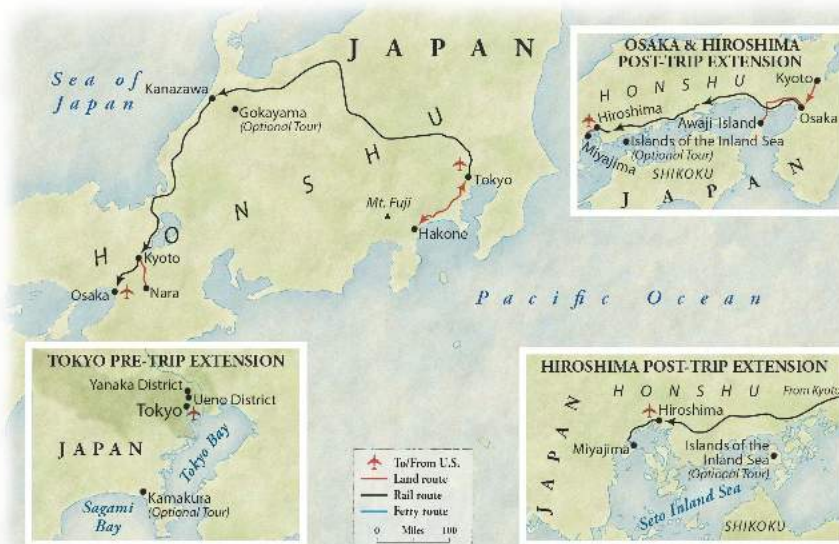 JAPAN
Sea of
Japan
Kanazawa
Gokayama
(Optional Tour)
HONSHU
Tokyo
Mt. Fuji
Hakone
Kyoto
Osaka
Nara
Pacific Ocean
OSAKA & HIROSHIMA
POST-TRIP EXTENSION
HONSHU
Kyoto
Hiroshima
Osaka
Awaji Island
Miyajima
Islands of the Inland Sea
(Optional Tour)
SHIKOKU
JAPAN
TOKYO PRE-TRIP EXTENSION
Yanaka District
Ueno District
Tokyo
JAPAN
Tokyo Bay
Kamakura
(Optional Tour)
Sagami
Bay
To/From U.S.
Land route
Rail route
Ferry route
0 Miles 100
HIROSHIMA POST-TRIP EXTENSION
HONSHU
From Kyoto
Hiroshima
JAPAN
Miyajima
Islands of the
Inland Sea
(Optional Tour)
Seto Inland Sea
SHIKOKU